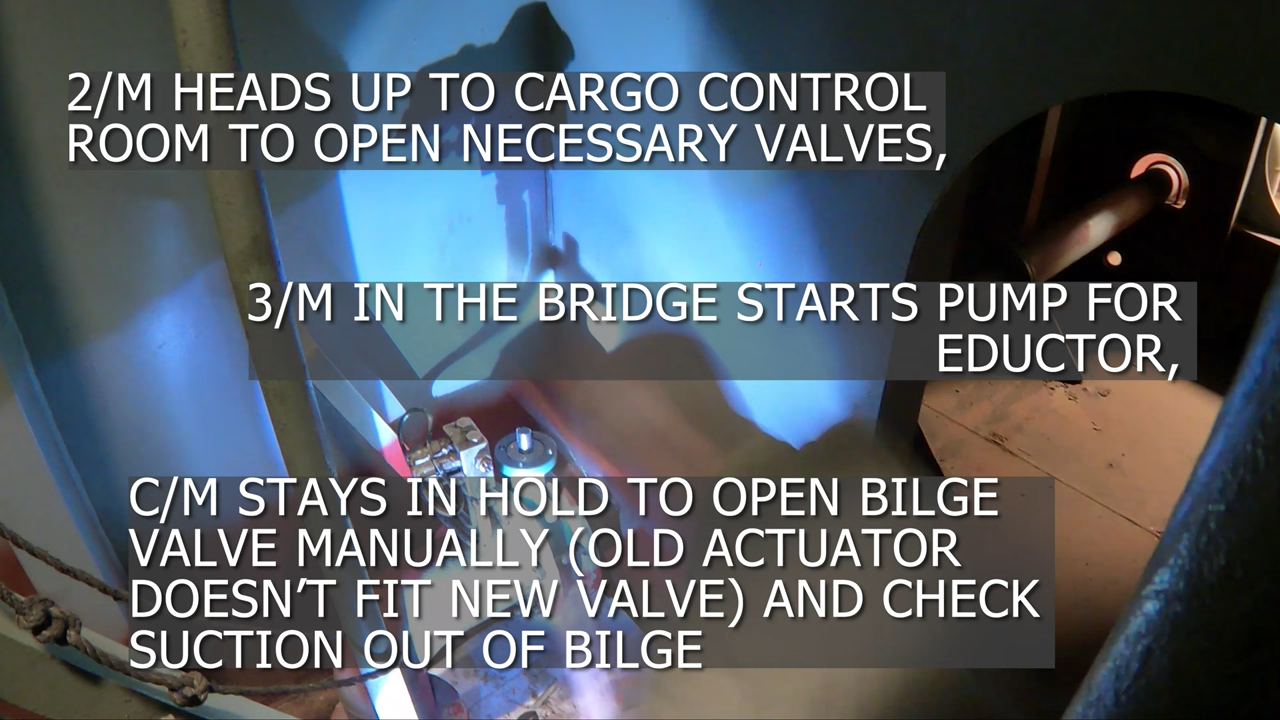 2/M HEADS UP TO CARGO CONTROL
ROOM TO OPEN NECESSARY VALVES,
3/M IN THE BRIDGE STARTS PUMP FOR
EDUCTOR,
C/M STAYS IN HOLD TO OPEN BILGE
VALVE MANUALLY (OLD ACTUATOR
DOESN’T FIT NEW VALVE) AND CHECK
SUCTION OUT OF BILGE